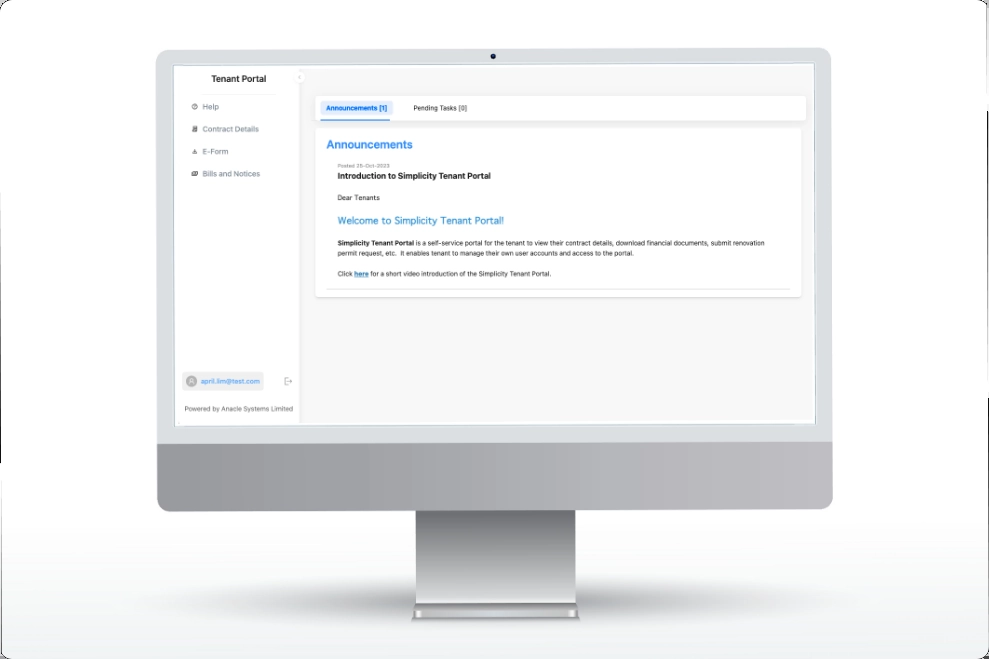 Tenant Portal
Help
Contract Details
E-Form
Bills and Notices
april.lim@test.com
Powered by Anacle Systems Limited
Announcements [1] Pending Tasks [0]
Announcements
Posted 25-Oct-2023
Introduction to Simplicity Tenant Portal
Dear Tenants
Welcome to Simplicity Tenant Portal!
Simplicity Tenant Portal is a self-service portal for the tenant to view their contract details, download financial documents, submit renovation
permit request, etc. It enables tenant to manage their own user accounts and access to the portal.
Click here for a short video introduction of the Simplicity Tenant Portal.